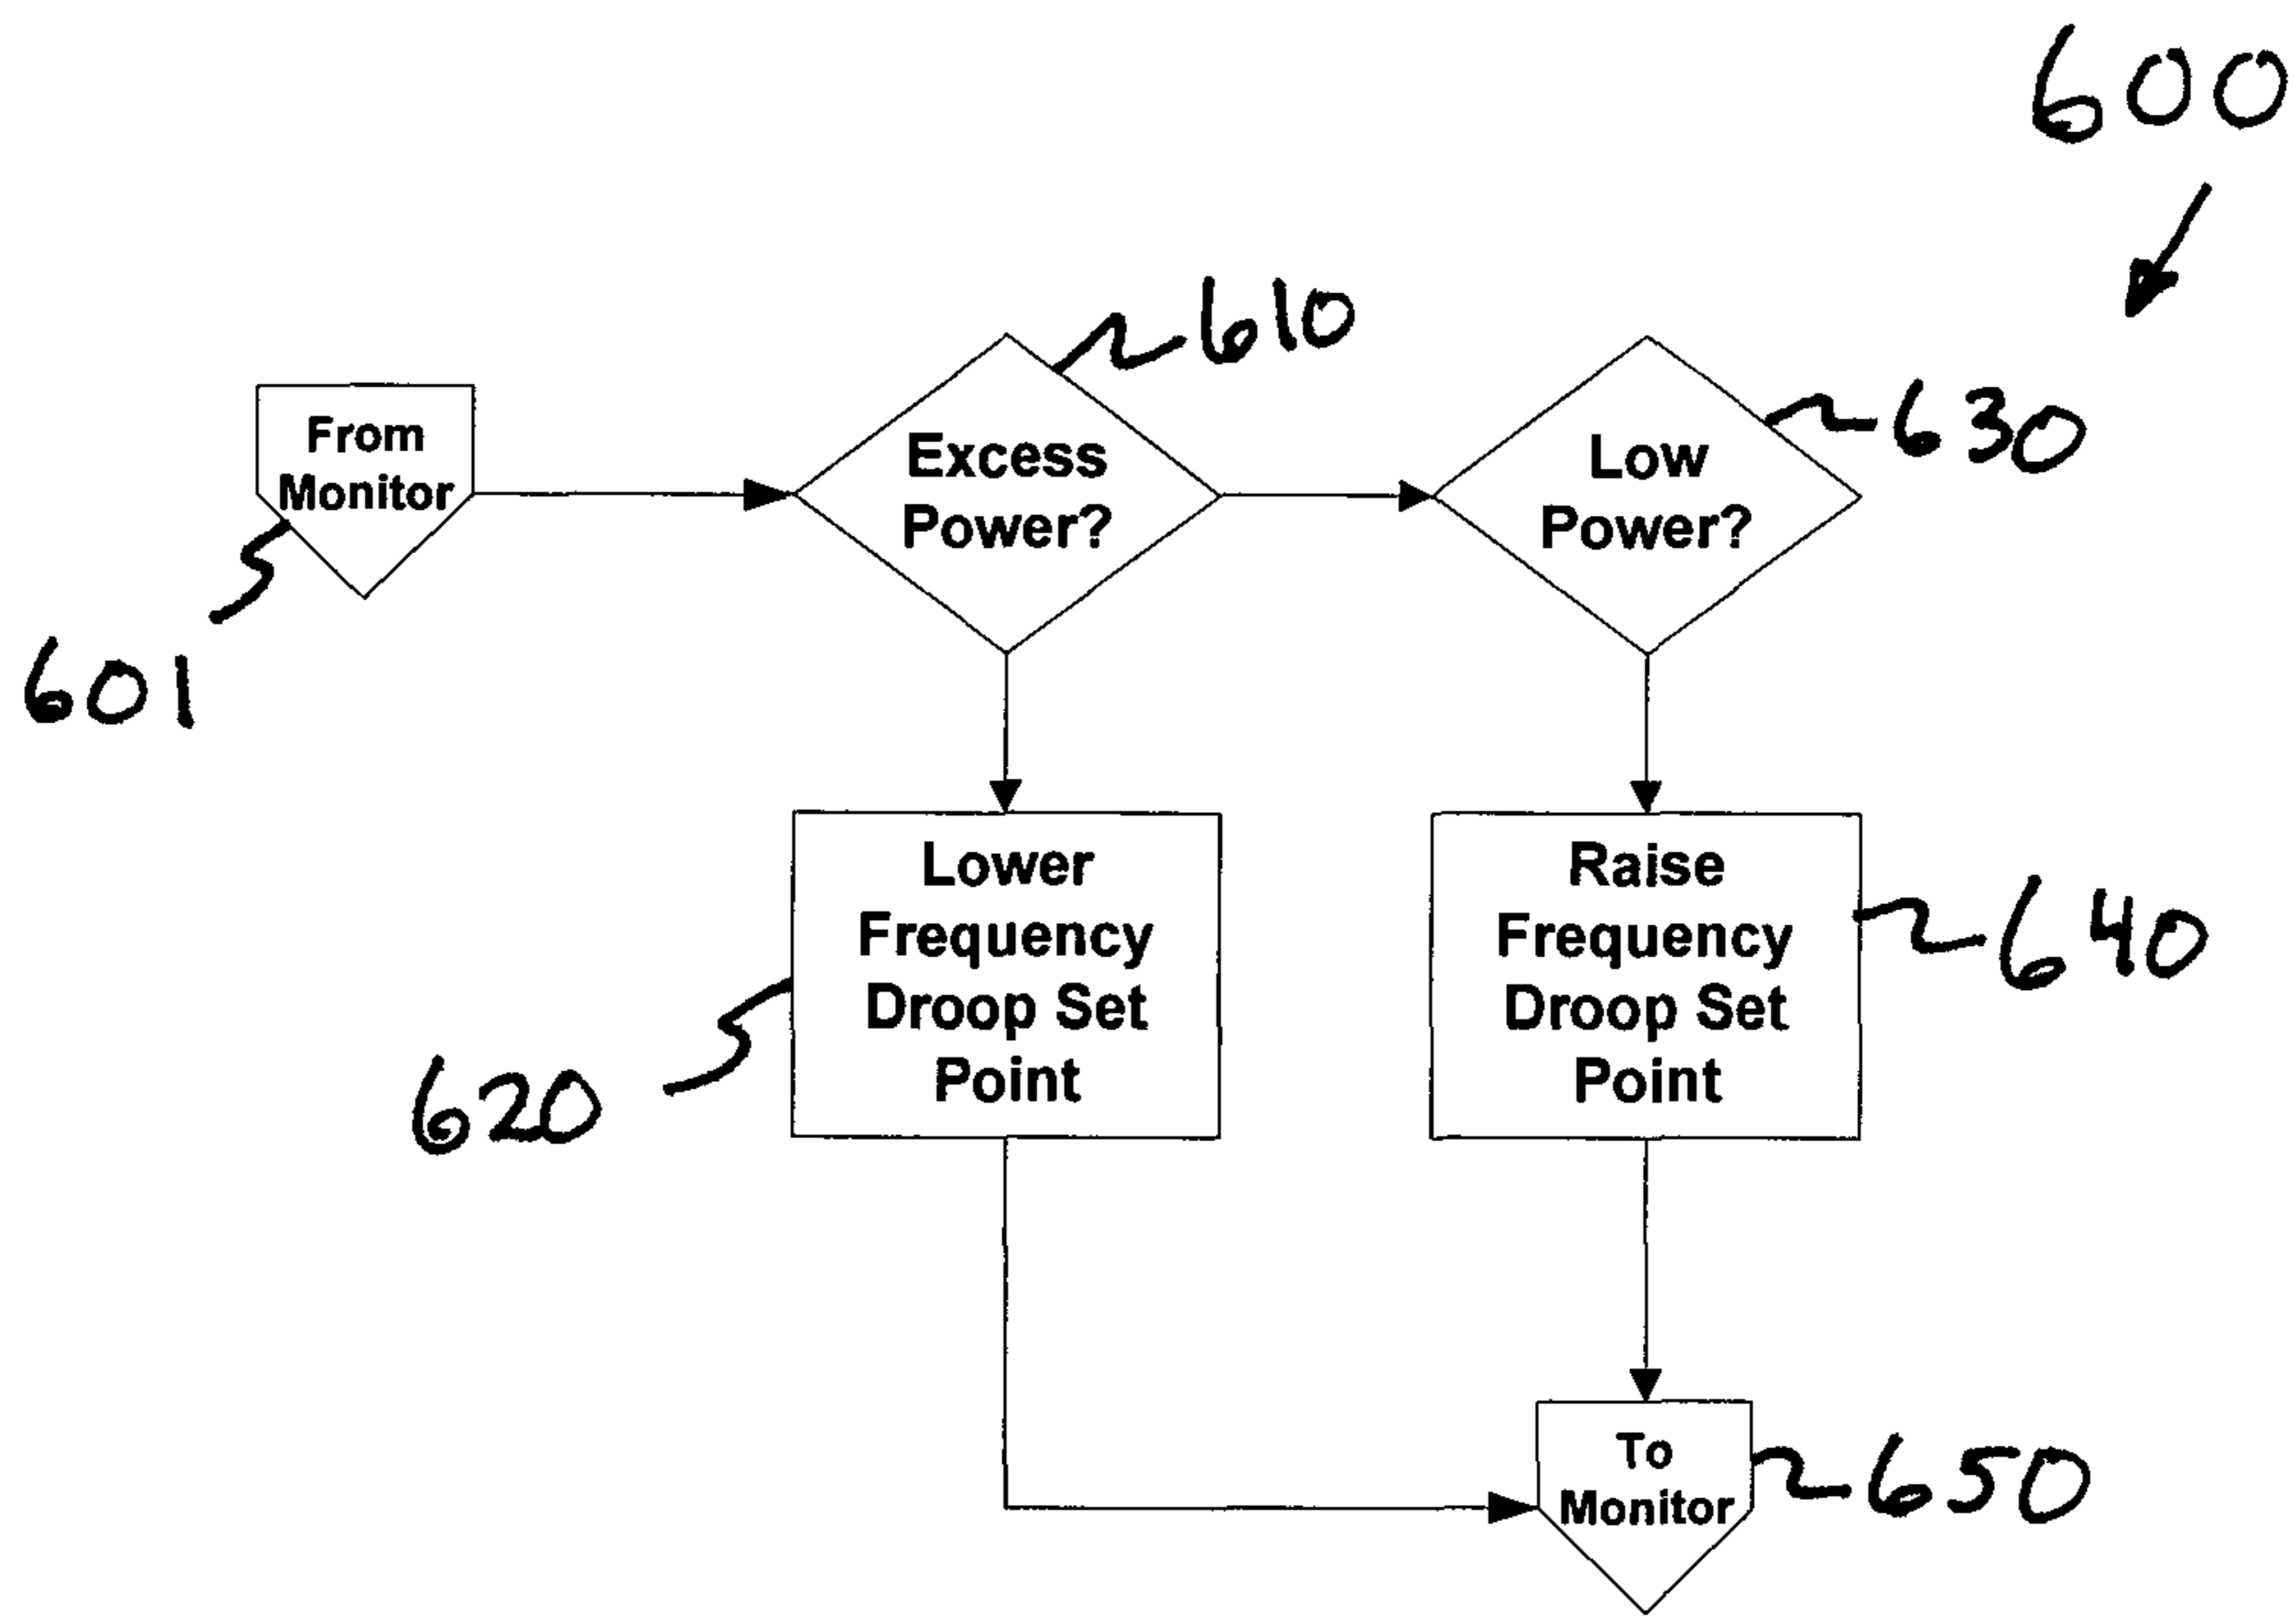 600
610
From
Monitor
Excess
Power?
Low
Power?
630
601
Lower
Frequency
Droop Set
Point
620
Raise
Frequency
Droop Set
Point
640
To
Monitor
650